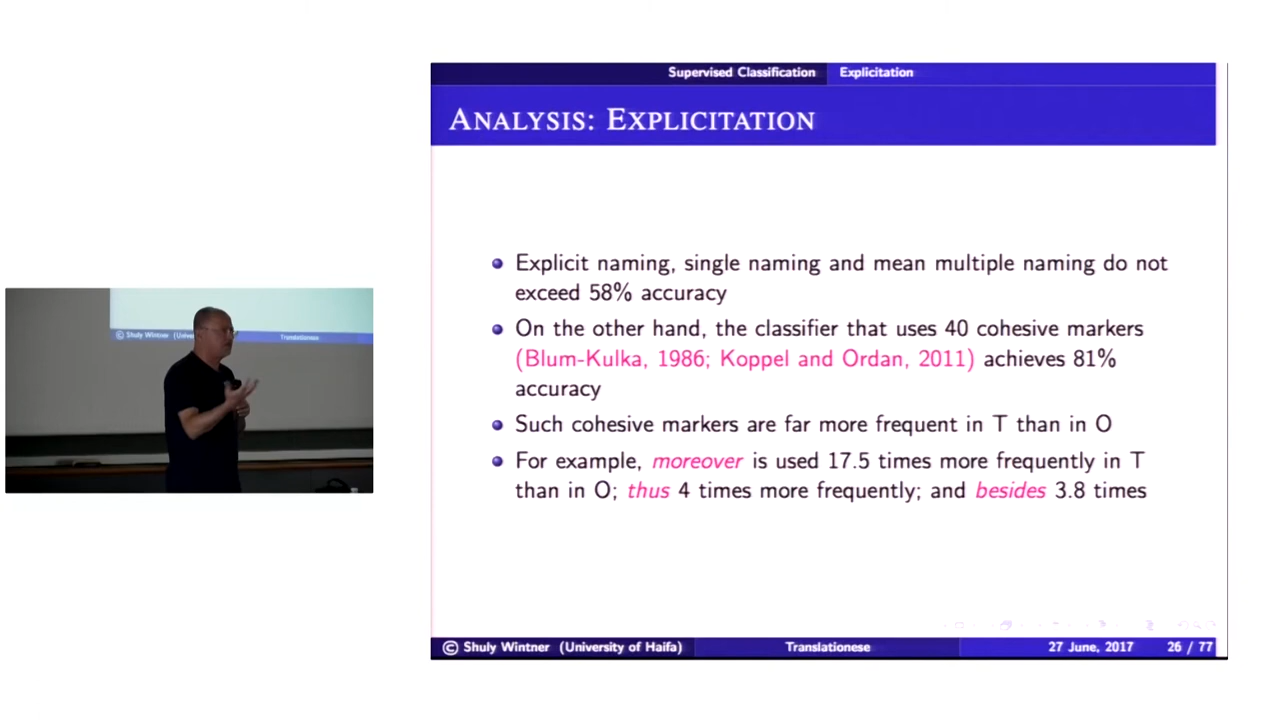 Supervised Classification Explicitation
ANALYSIS: EXPLICITATION
Explicit naming, single naming and mean multiple naming do not
exceed 58% accuracy
On the other hand, the classifier that uses 40 cohesive markers
(Blum-Kulka, 1986; Koppel and Ordan, 2011) achieves 81%
accuracy
Such cohesive markers are far more frequent in T than in O
For example, moreover is used 17.5 times more frequently in T
than in O; thus 4 times more frequently; and besides 3.8 times
© Shuly Wintner (University of Haifa) Translationese 27 June, 2017 26 / 77
© Shuly Wintner (Unive Translationese